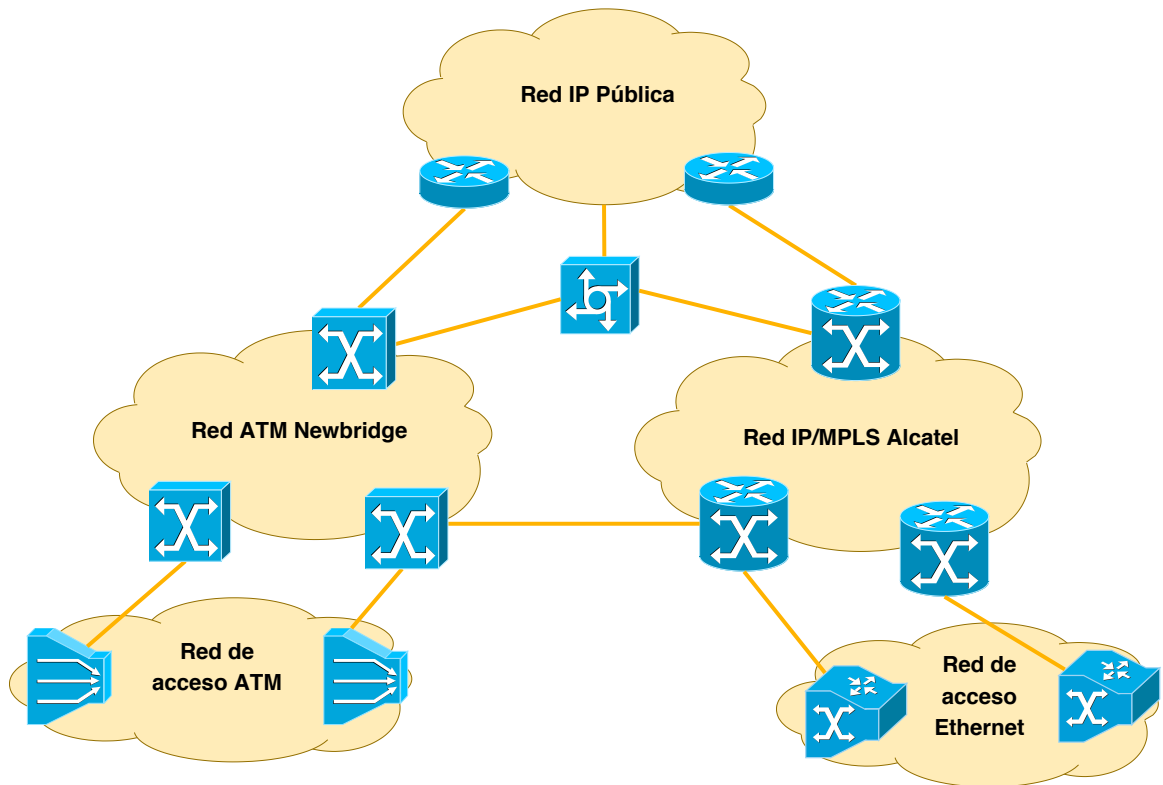 Red IP Pública
Red ATM Newbridge
Red IP/MPLS Alcatel
Red de
acceso ATM
Red de
acceso
Ethernet